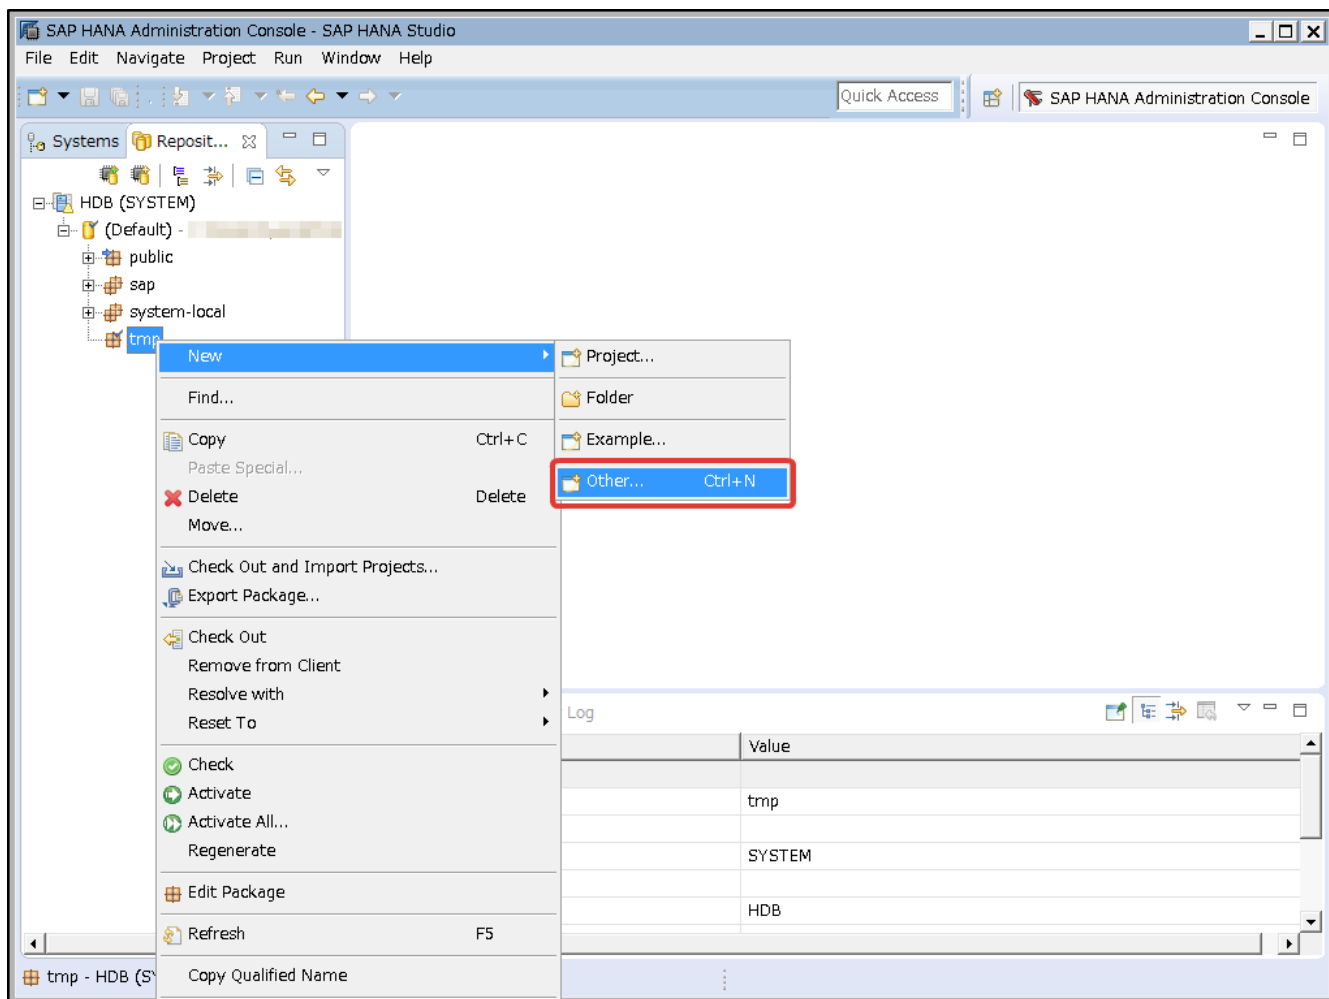 SAP HANA Administration Console - SAP HANA Studio
File Edit Navigate Project Run Window Help
Quick Access
SAP HANA Administration Console
Systems
Reposit...
HDB (SYSTEM)
(Default) -
public
sap
system-local
tmp
New
Find...
Copy Ctrl+C
Paste Special...
Delete Delete
Move...
Check Out and Import Projects...
Export Package...
Check Out
Remove from Client
Resolve with
Reset To
Check
Activate
Activate All...
Regenerate
Edit Package
Refresh F5
Copy Qualified Name
Project...
Folder
Example...
Other... Ctrl+N
Log
Value
tmp
SYSTEM
HDB
tmp - HDB (SY